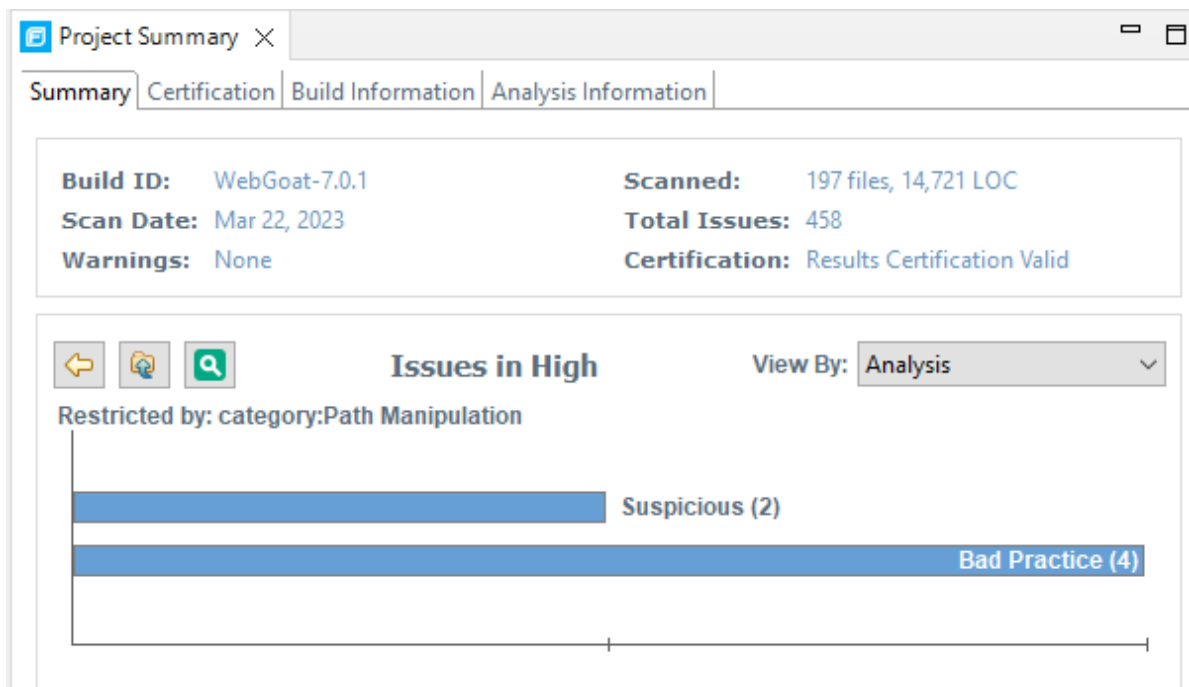 Project Summary
Summary Certification Build Information Analysis Information
Build ID: WebGoat-7.0.1 Scanned: 197 files, 14,721 LOC
Scan Date: Mar 22, 2023 Total Issues: 458
Warnings: None Certification: Results Certification Valid
Issues in High View By: Analysis
Restricted by: category:Path Manipulation
Suspicious (2)
Bad Practice (4)